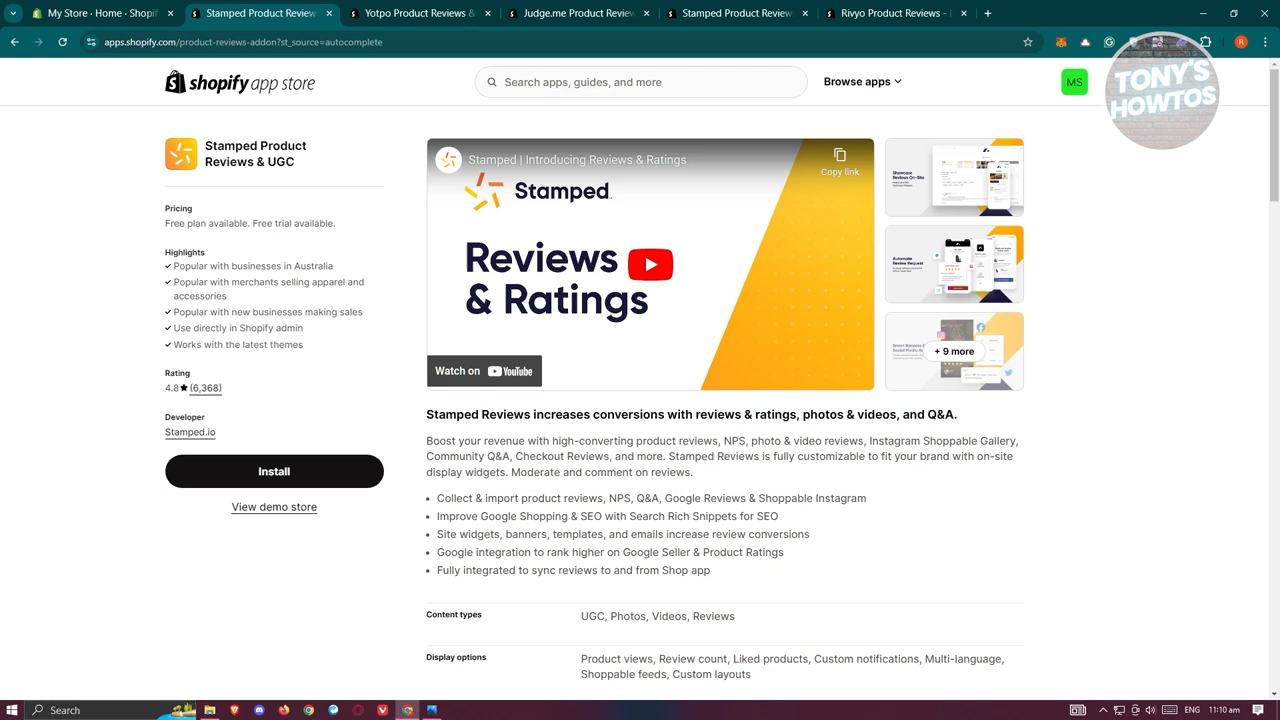 My Store · Home · Shopif
Stamped Product Reviews
Yotpo Product Reviews & U
Judge.me Product Reviews
Stamped Product Reviews
Rivyo Product Reviews -
apps.shopify.com/product-reviews-addon?st_source=autocomplete
shopify app store
Search apps, guides, and more
Browse apps
MS
TONY'S
HOWTOS
Stamped Product
Reviews & UGC
Pricing
Free plan available. Free trial available.
Highlights
Popular with businesses in Australia
Popular with merchants selling apparel and
accessories
Popular with new businesses making sales
Use directly in Shopify admin
Works with the latest themes
Rating
4.8★ (6,368)
Developer
Stamped.io
Install
View demo store
Stamped | Introducing Reviews & Ratings
Copy link
Stamped
Reviews
& Ratings
Watch on YouTube
Showcase
Reviews On-Site
Automate
Review Request
+ 9 more
Stamped Reviews increases conversions with reviews & ratings, photos & videos, and Q&A.
Boost your revenue with high-converting product reviews, NPS, photo & video reviews, Instagram Shoppable Gallery,
Community Q&A, Checkout Reviews, and more. Stamped Reviews is fully customizable to fit your brand with on-site
display widgets. Moderate and comment on reviews.
• Collect & import product reviews, NPS, Q&A, Google Reviews & Shoppable Instagram
• Improve Google Shopping & SEO with Search Rich Snippets for SEO
• Site widgets, banners, templates, and emails increase review conversions
• Google integration to rank higher on Google Seller & Product Ratings
• Fully integrated to sync reviews to and from Shop app
Content types
UGC, Photos, Videos, Reviews
Display options
Product views, Review count, Liked products, Custom notifications, Multi-language,
Shoppable feeds, Custom layouts
Search
ENG
11:10 am